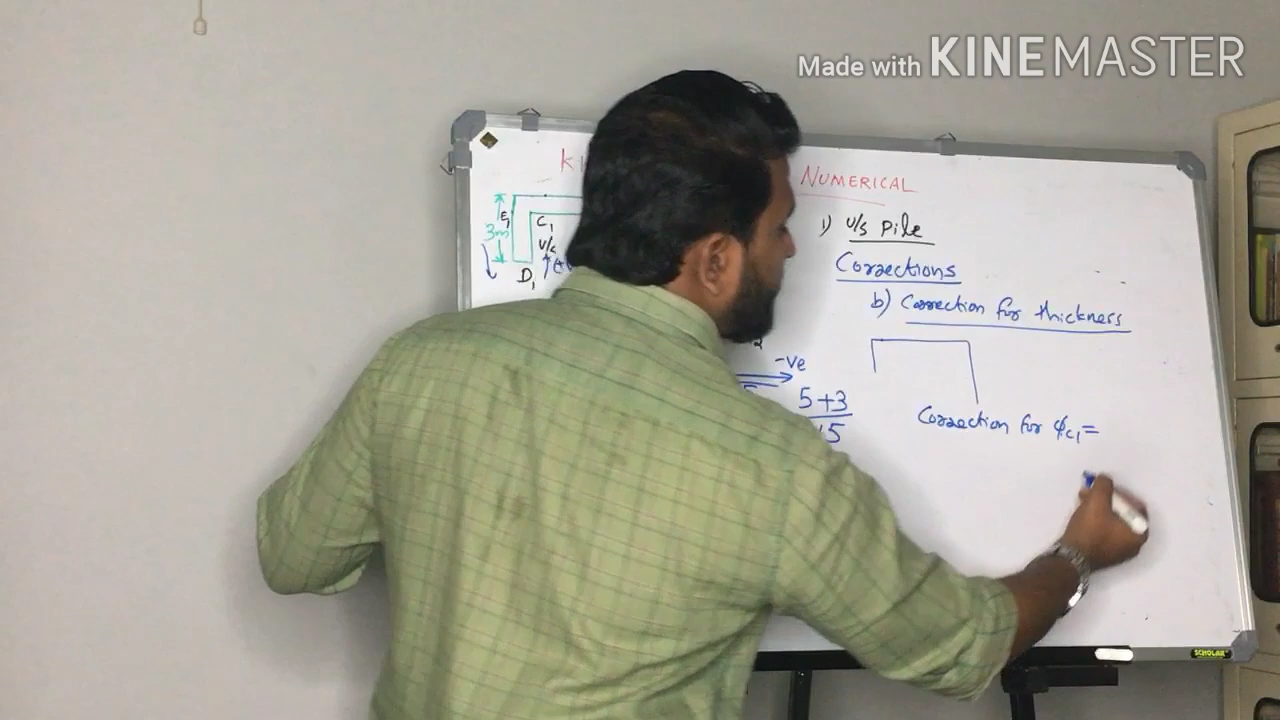 Made with KINEMASTER
NUMERICAL
1) U/S Pile
Corrections
b) Correction for thickness
E1
3m
C1
U/S
D1
-ve
5+3
Correction for ϕC1 =
SCHOLAR